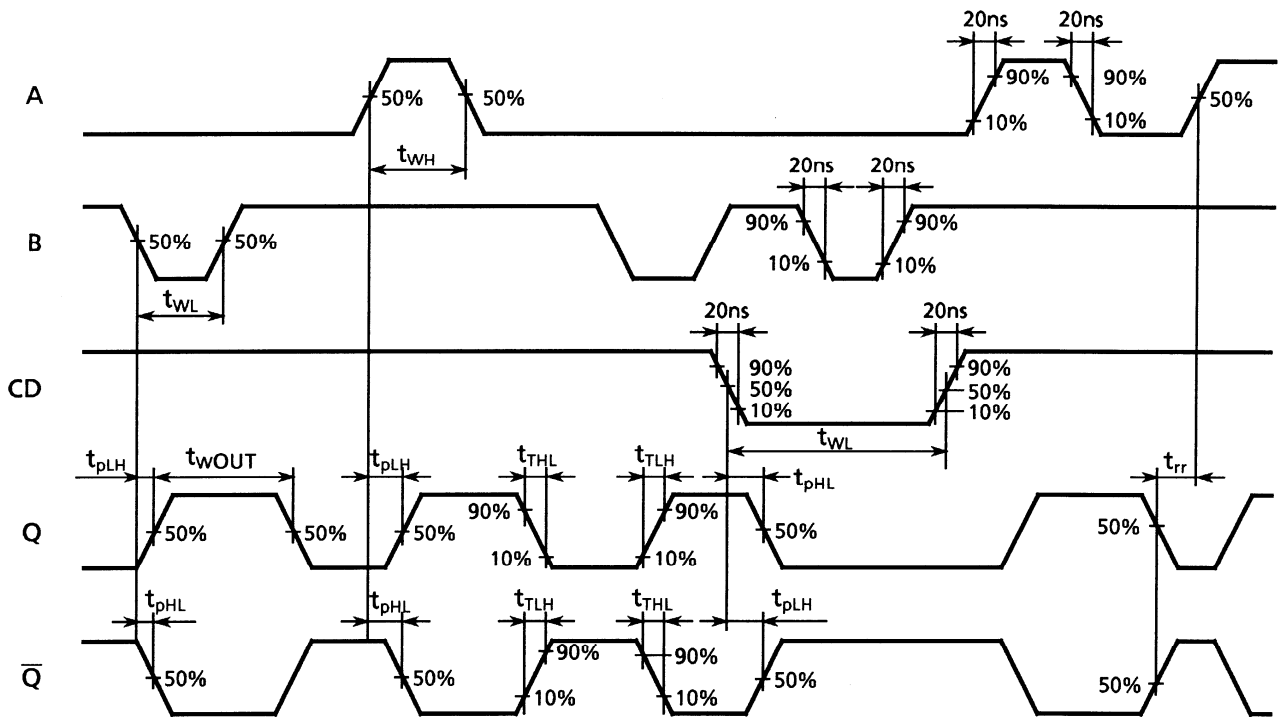 20ns 20ns
A 50% 50% 90% 10% 90% 10% 50%
tWH
20ns 20ns
B 50% 50% 90% 10% 90% 10%
tWL
20ns 20ns
CD 90% 50% 10% 90% 50% 10%
tWL
tpLH twOUT tpLH tTHL tTLH tpHL trr
Q 50% 50% 50% 90% 10% 90% 10% 50% 50%
tpHL tpHL tTLH tTHL tpLH
Q̅ 50% 50% 90% 10% 90% 10% 50% 50%